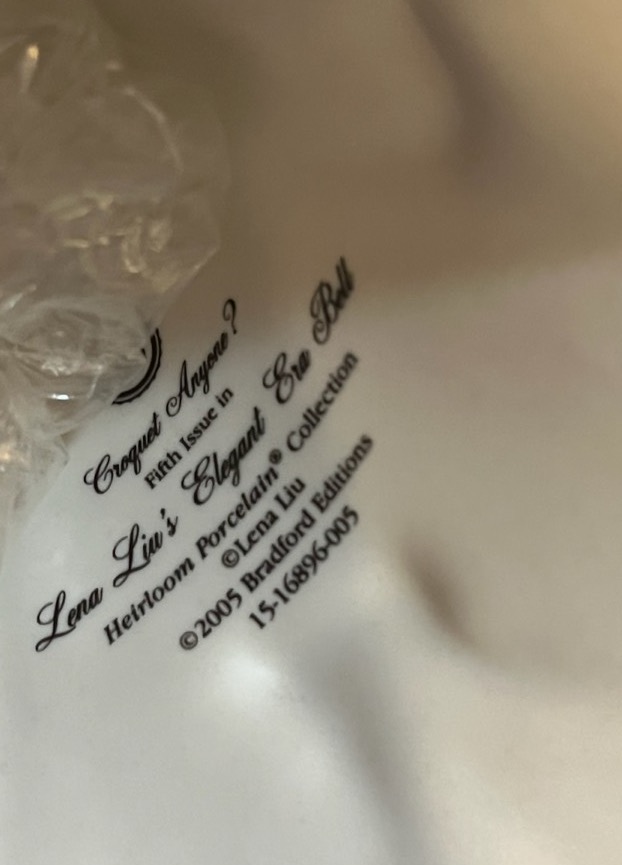 Croquet Anyone?
Fifth Issue in
Lena Liu's Elegant Era Bell
Heirloom Porcelain® Collection
©Lena Liu
©2005 Bradford Editions
15-16896-005